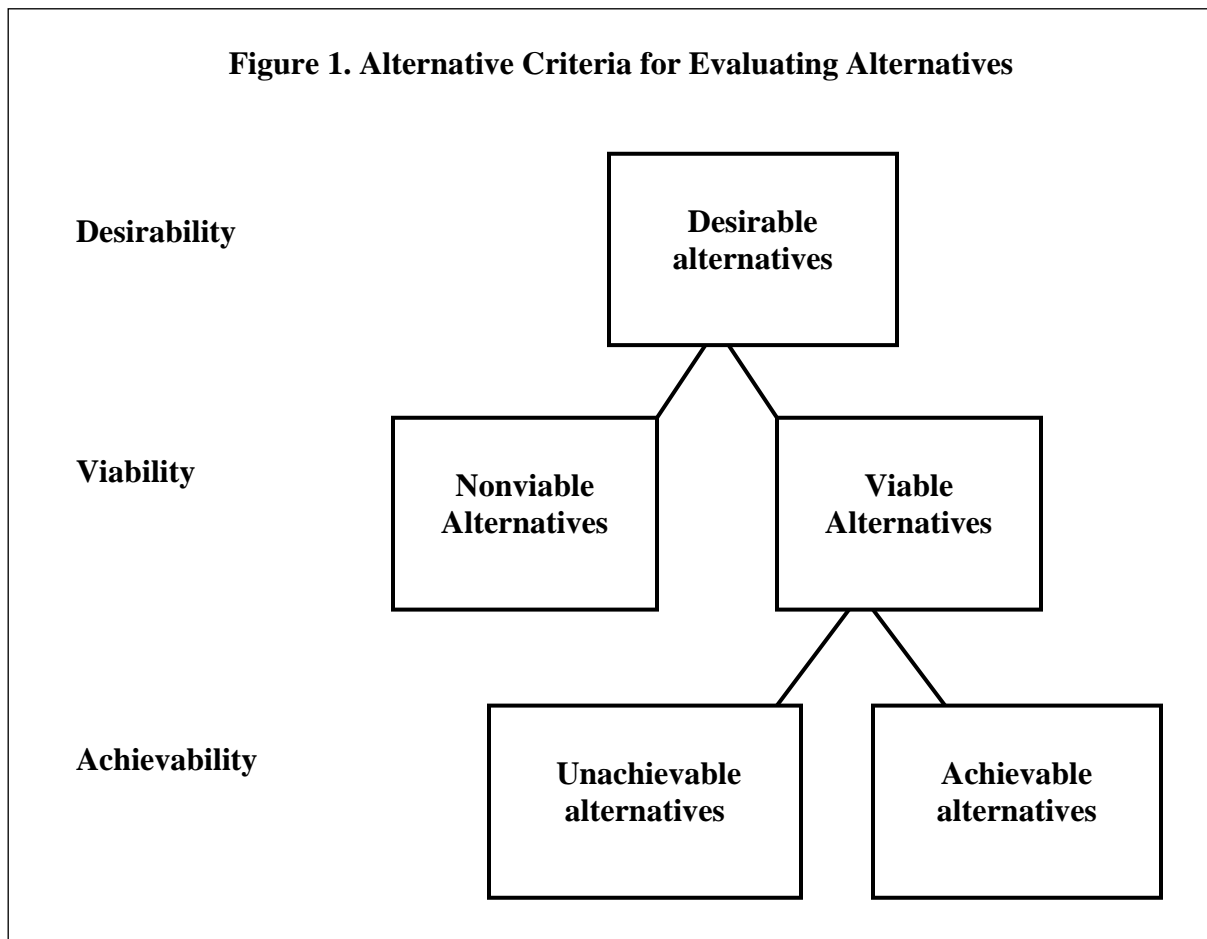 Figure 1. Alternative Criteria for Evaluating Alternatives
Desirability
Desirable
alternatives
Viability
Nonviable
Alternatives
Viable
Alternatives
Achievability
Unachievable
alternatives
Achievable
alternatives